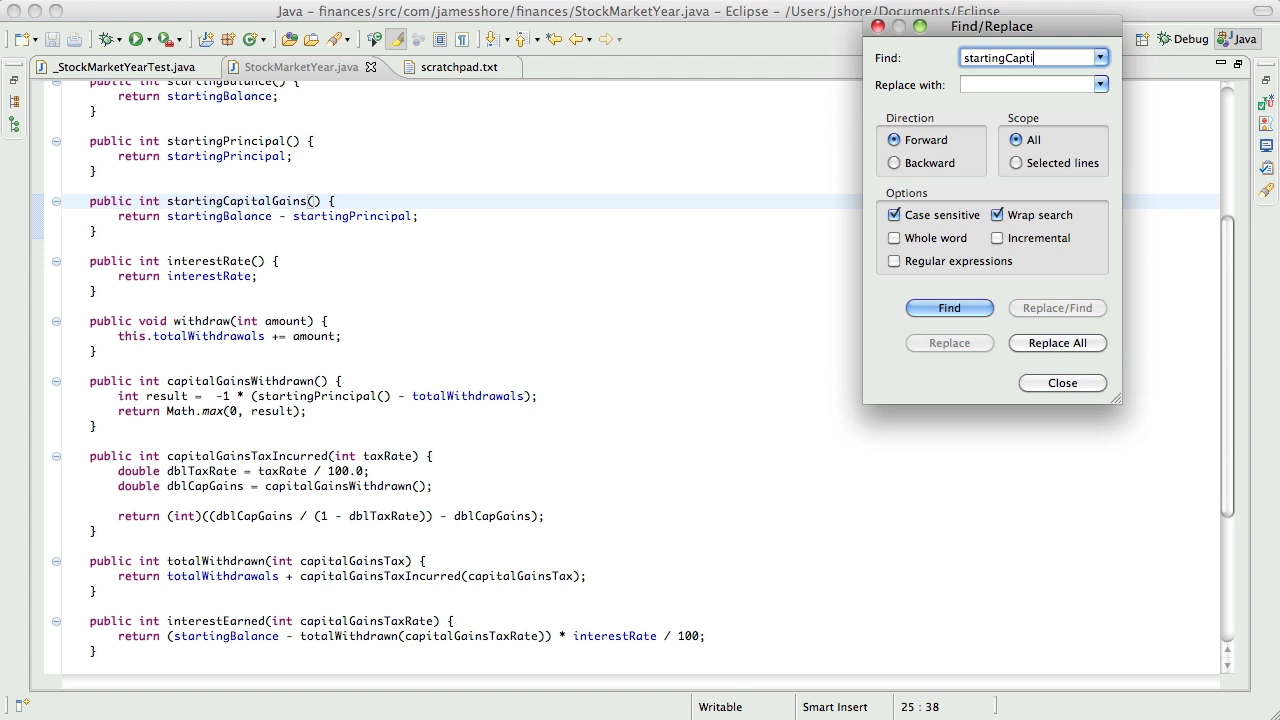 Java – finances/src/com/jamesshore/finances/StockMarketYear.java – Eclipse – /Users/jshore/Documents/Eclipse
Debug
Java
_StockMarketYearTest.java
StockMarketYear.java
scratchpad.txt
return startingBalance;
}
public int startingPrincipal() {
return startingPrincipal;
}
public int startingCapitalGains() {
return startingBalance - startingPrincipal;
}
public int interestRate() {
return interestRate;
}
public void withdraw(int amount) {
this.totalWithdrawals += amount;
}
public int capitalGainsWithdrawn() {
int result =  -1 * (startingPrincipal() - totalWithdrawals);
return Math.max(0, result);
}
public int capitalGainsTaxIncurred(int taxRate) {
double dblTaxRate = taxRate / 100.0;
double dblCapGains = capitalGainsWithdrawn();
return (int)((dblCapGains / (1 - dblTaxRate)) - dblCapGains);
}
public int totalWithdrawn(int capitalGainsTax) {
return totalWithdrawals + capitalGainsTaxIncurred(capitalGainsTax);
}
public int interestEarned(int capitalGainsTaxRate) {
return (startingBalance - totalWithdrawn(capitalGainsTaxRate)) * interestRate / 100;
}
Find/Replace
Find: startingCapti
Replace with:
Direction
Forward
Backward
Scope
All
Selected lines
Options
Case sensitive
Wrap search
Whole word
Incremental
Regular expressions
Find
Replace/Find
Replace
Replace All
Close
Writable
Smart Insert
25 : 38